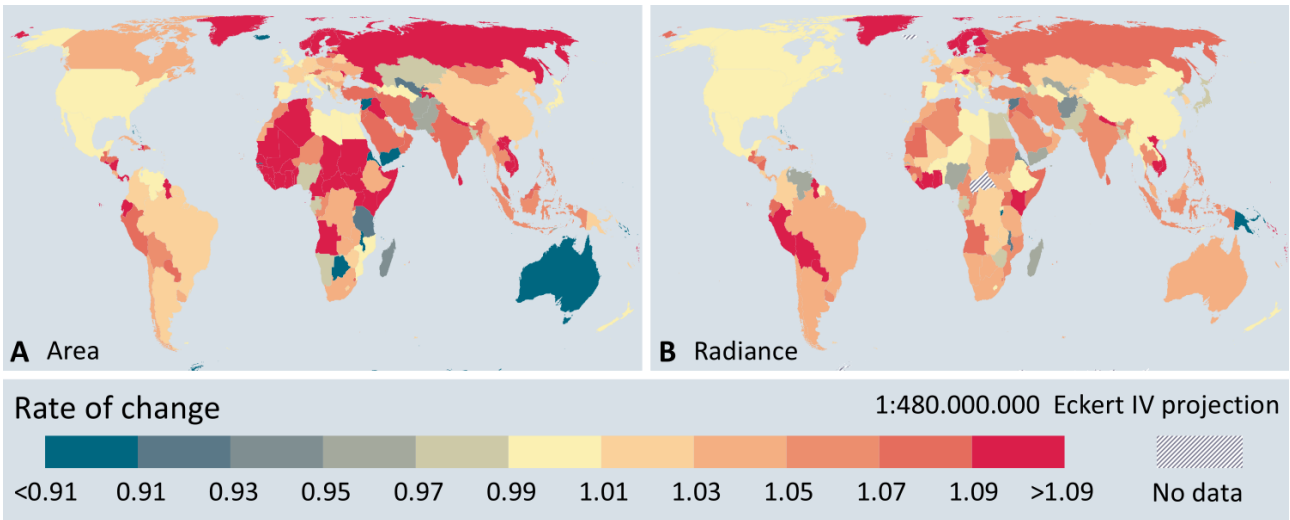 A Area
B Radiance
Rate of change
1:480.000.000 Eckert IV projection
<0.91 0.91 0.93 0.95 0.97 0.99 1.01 1.03 1.05 1.07 1.09 >1.09
No data